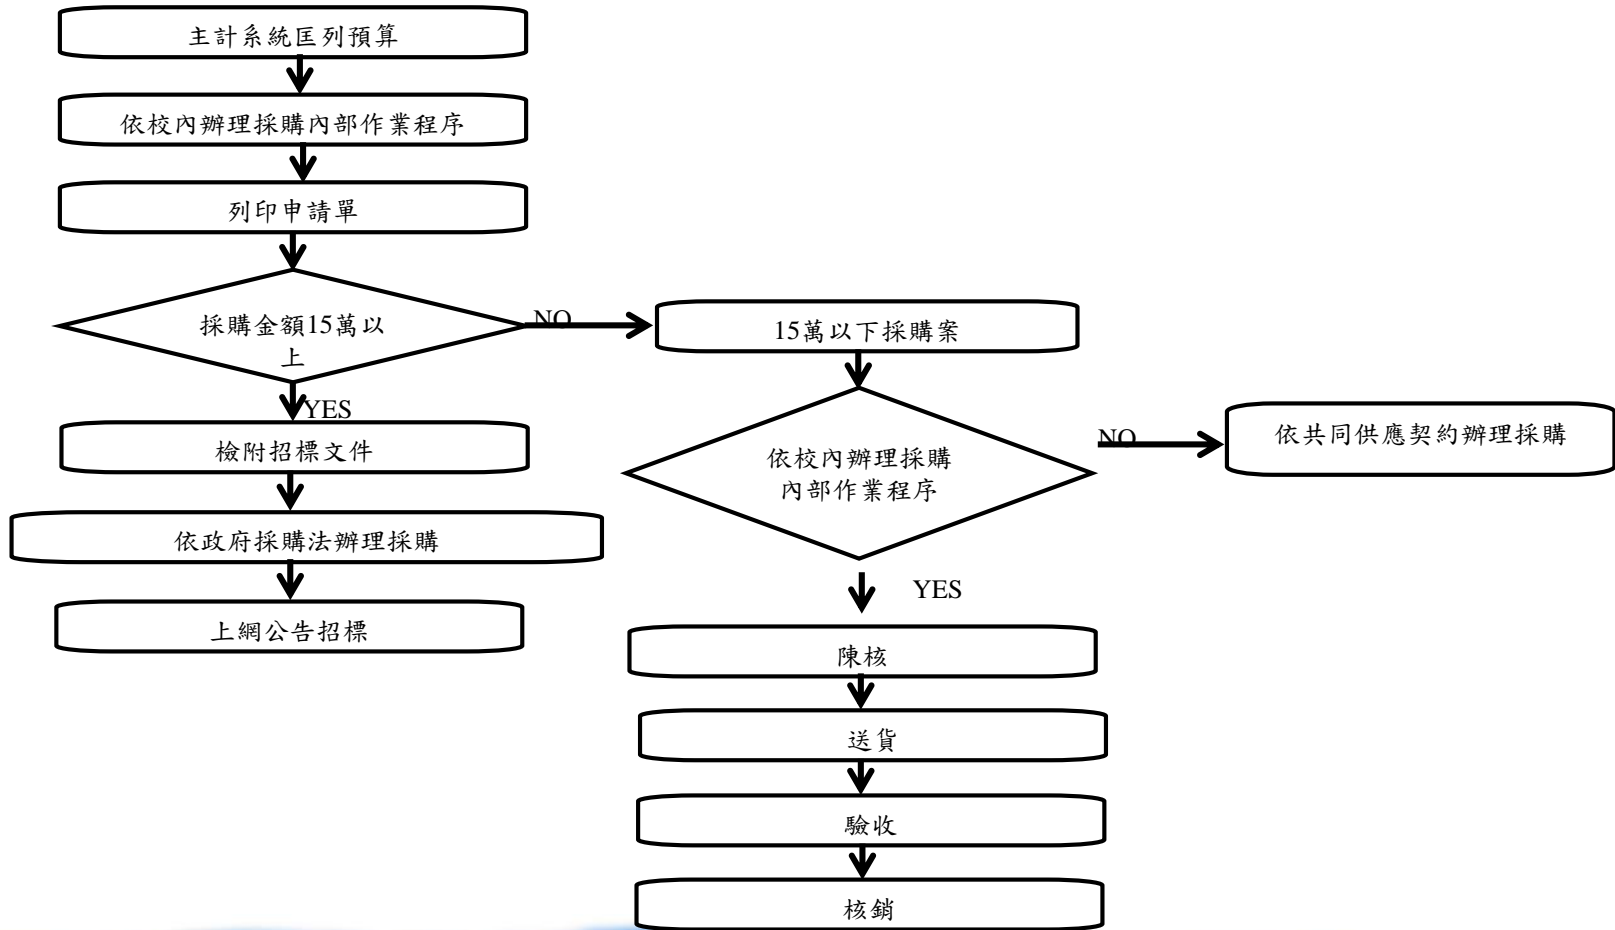 主計系統匡列預算
依校內辦理採購內部作業程序
列印申請單
採購金額15萬以
上
NO
15萬以下採購案
YES
檢附招標文件
依政府採購法辦理採購
上網公告招標
依校內辦理採購
內部作業程序
NO
依共同供應契約辦理採購
YES
陳核
送貨
驗收
核銷